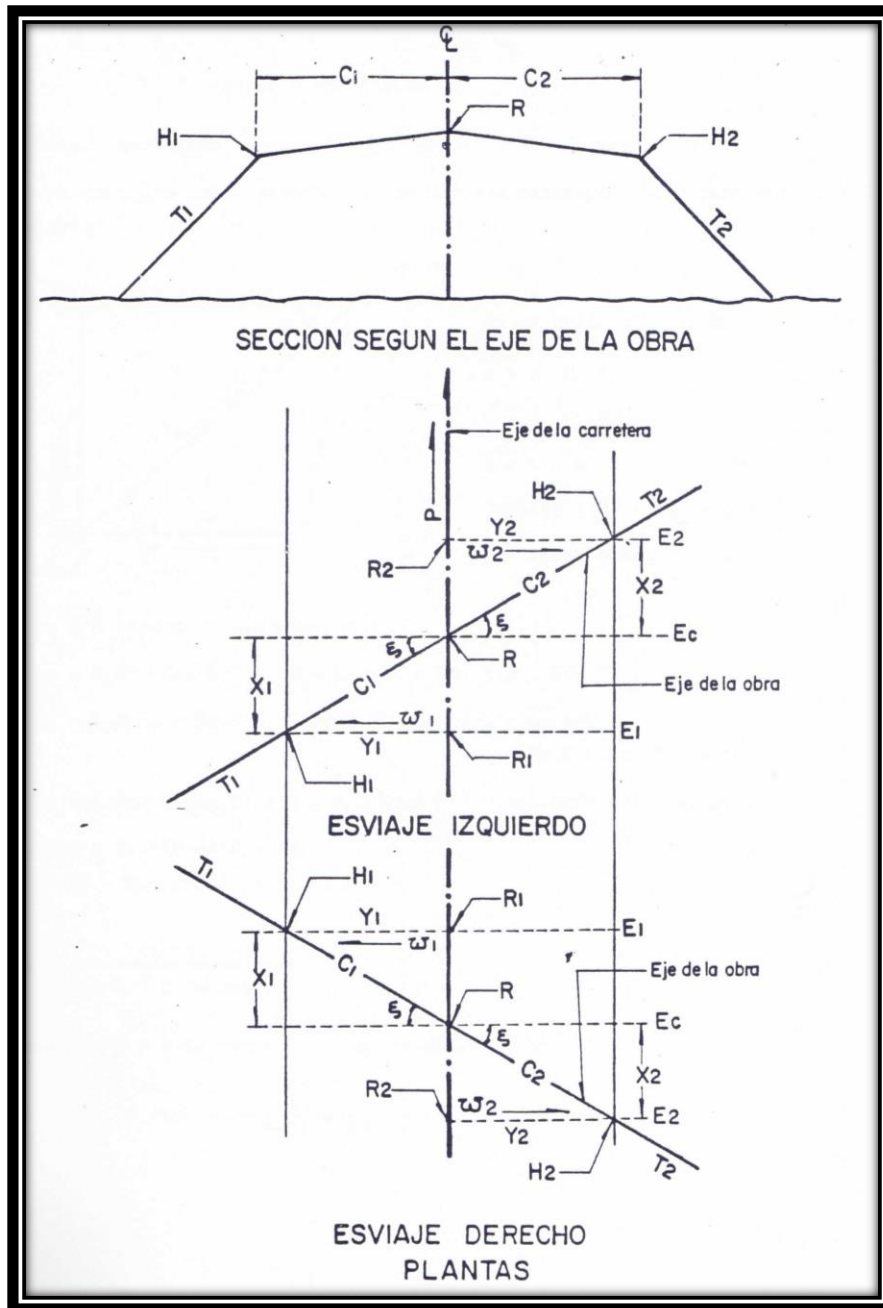 ℄
C1 C2
R
H1 H2
T1 T2
SECCION SEGUN EL EJE DE LA OBRA
Eje de la carretera
P
H2 T2
Y2 E2
R2 ω2 C2 X2
ξ ξ Ec
R
X1 C1 Eje de la obra
ω1 E1
Y1
T1 H1 R1
ESVIAJE IZQUIERDO
T1 H1 R1
Y1 E1
ω1
X1 C1 R Eje de la obra
ξ ξ Ec
C2 X2
R2 ω2 E2
Y2
H2 T2
ESVIAJE DERECHO
PLANTAS